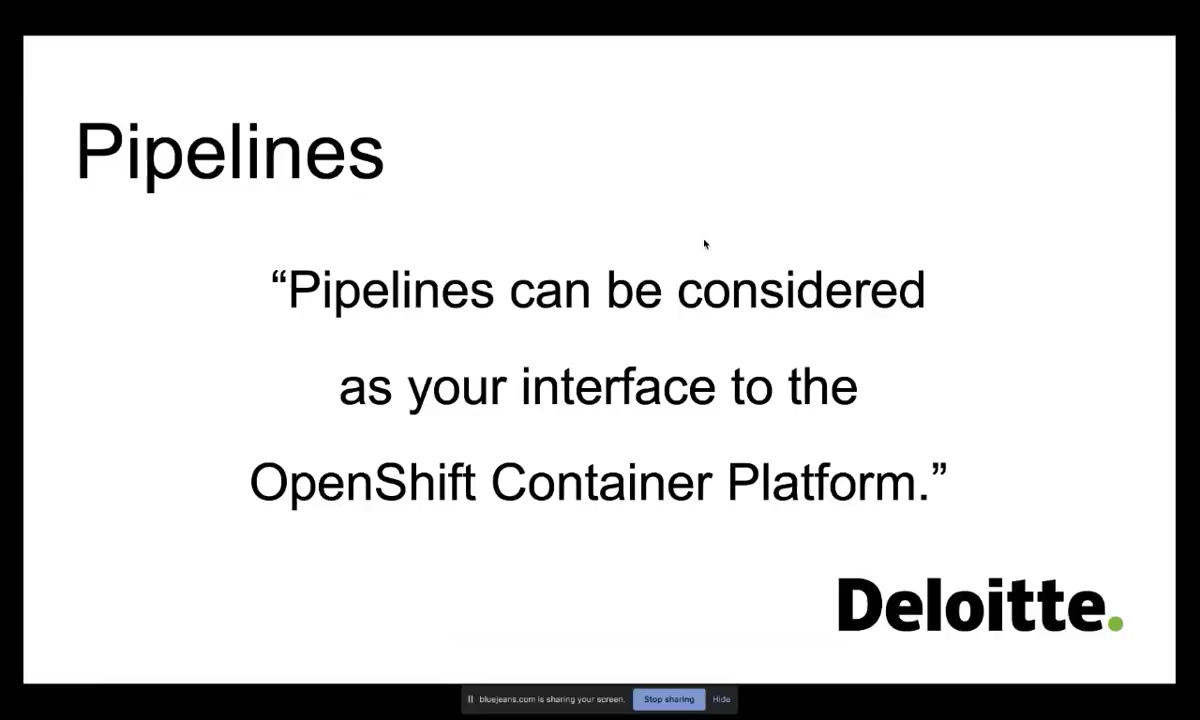 Pipelines
“Pipelines can be considered
as your interface to the
OpenShift Container Platform.”
Deloitte.
bluejeans.com is sharing your screen. Stop sharing Hide